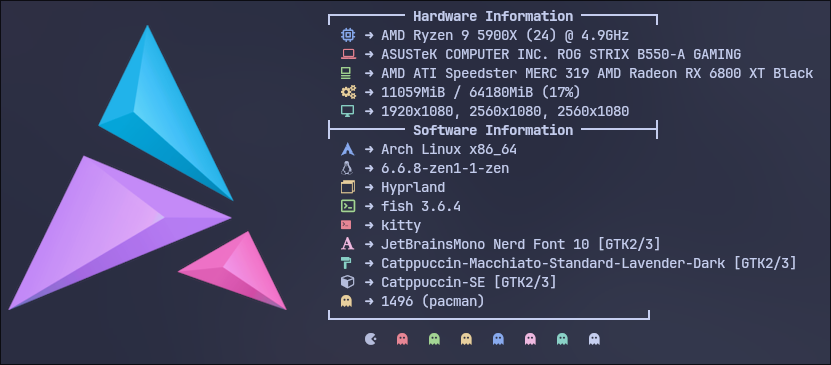 Hardware Information
→ AMD Ryzen 9 5900X (24) @ 4.9GHz
→ ASUSTeK COMPUTER INC. ROG STRIX B550-A GAMING
→ AMD ATI Speedster MERC 319 AMD Radeon RX 6800 XT Black
→ 11059MiB / 64180MiB (17%)
→ 1920x1080, 2560x1080, 2560x1080
Software Information
→ Arch Linux x86_64
→ 6.6.8-zen1-1-zen
→ Hyprland
→ fish 3.6.4
→ kitty
→ JetBrainsMono Nerd Font 10 [GTK2/3]
→ Catppuccin-Macchiato-Standard-Lavender-Dark [GTK2/3]
→ Catppuccin-SE [GTK2/3]
→ 1496 (pacman)